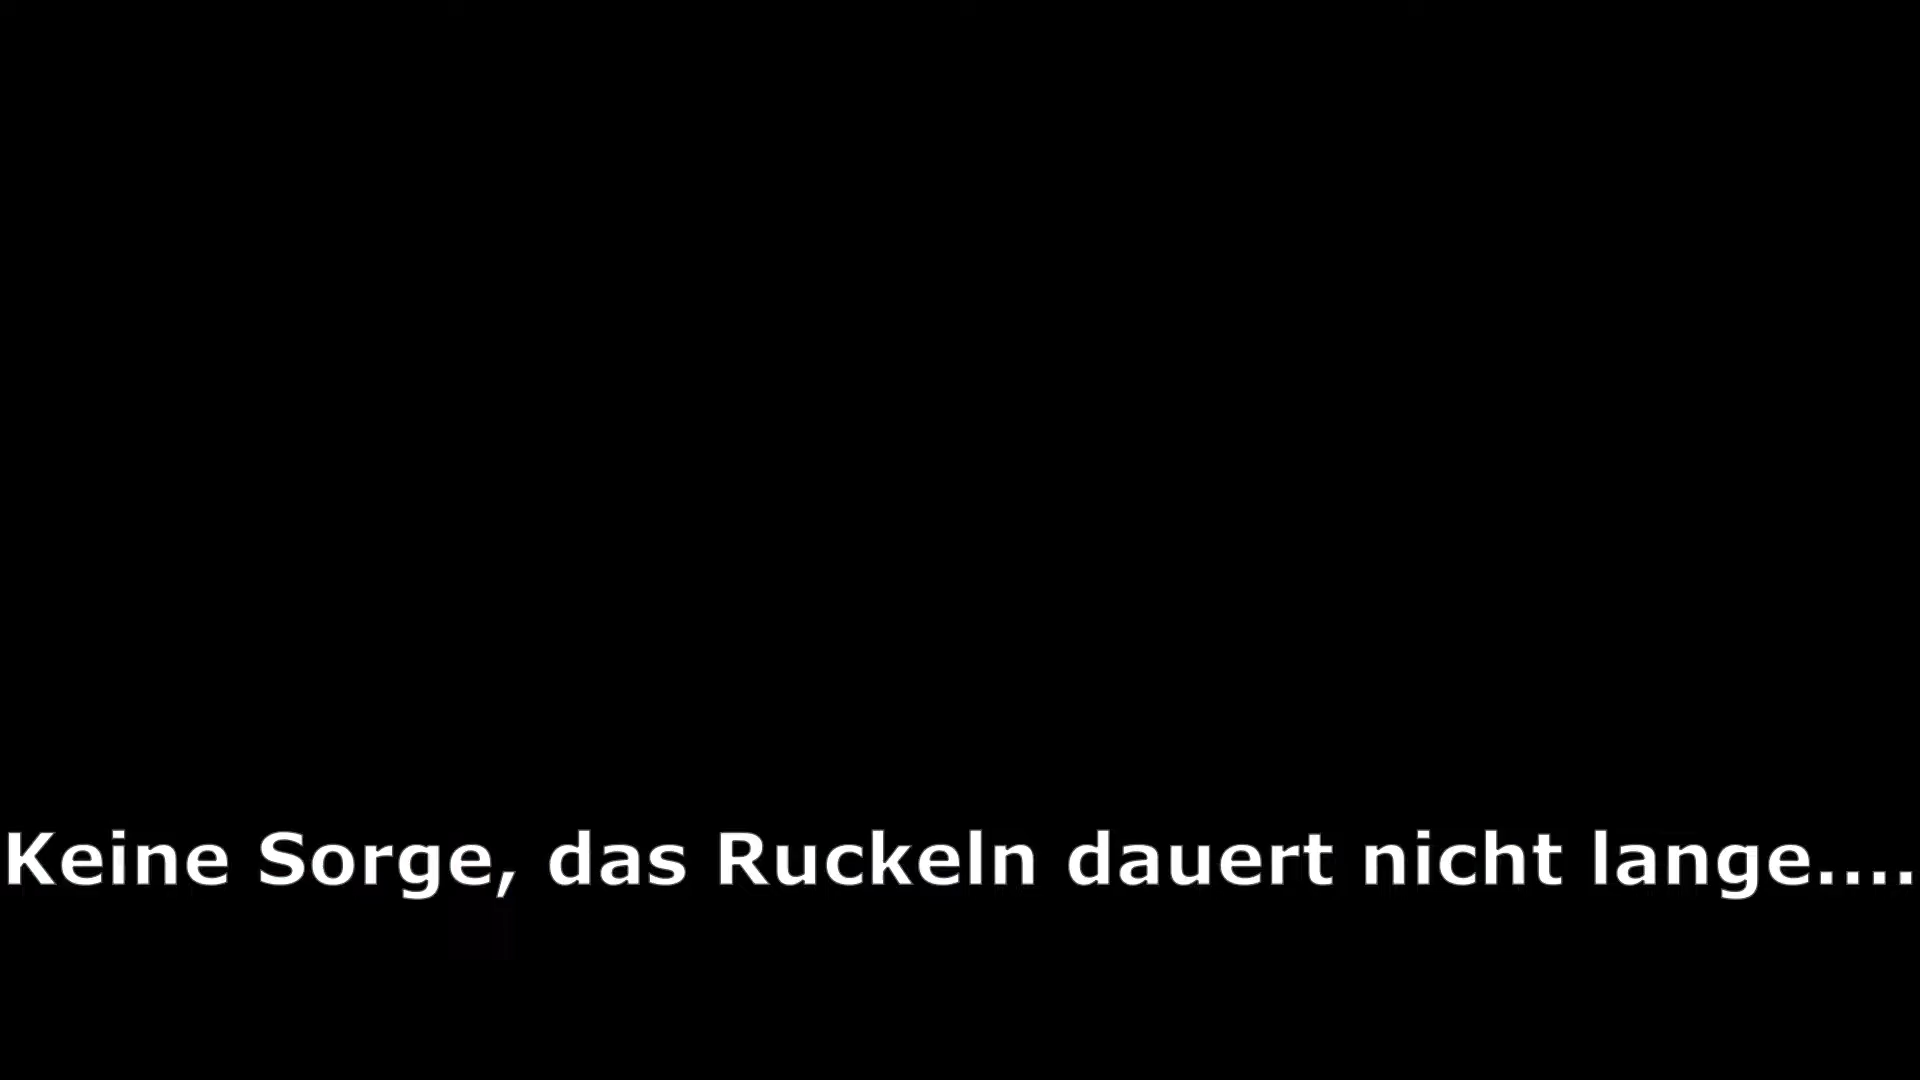 Keine Sorge, das Ruckeln dauert nicht lange....